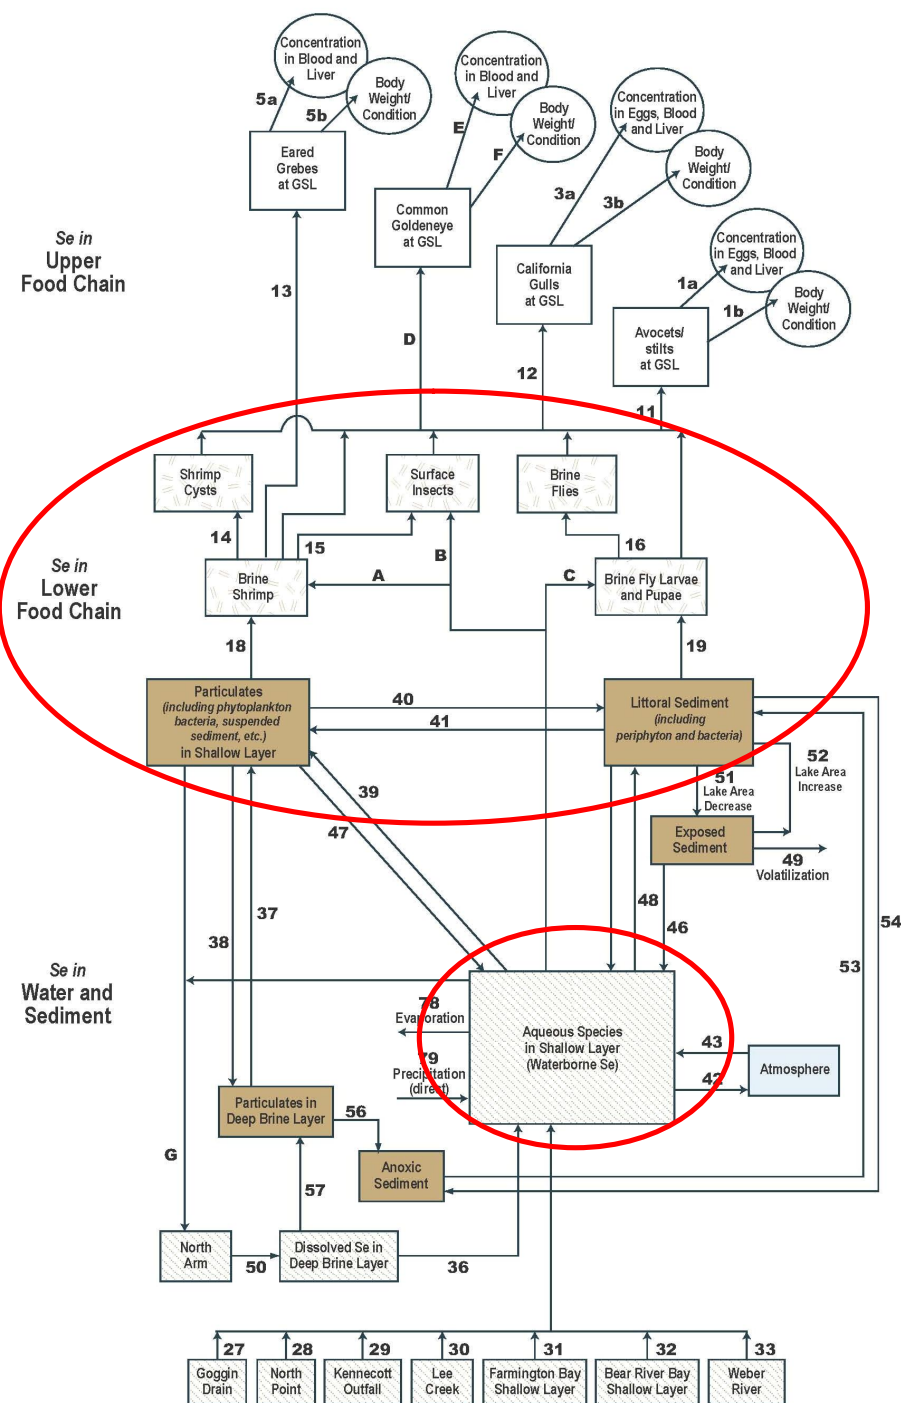 Concentration
in Blood and
Liver
Body
Weight/
Condition
5a
5b
Eared
Grebes
at GSL
Concentration
in Blood and
Liver
Body
Weight/
Condition
E
F
Common
Goldeneye
at GSL
Concentration
in Eggs, Blood
and Liver
Body
Weight/
Condition
3a
3b
California
Gulls
at GSL
Concentration
in Eggs, Blood
and Liver
Body
Weight/
Condition
1a
1b
Avocets/
stilts
at GSL
Se in
Upper
Food Chain
13
D
12
11
Shrimp
Cysts
Surface
Insects
Brine
Flies
14
15
B
16
Se in
Lower
Food Chain
Brine
Shrimp
A
C
Brine Fly Larvae
and Pupae
18
19
Particulates
(including phytoplankton
bacteria, suspended
sediment, etc.)
in Shallow Layer
40
41
Littoral Sediment
(including
periphyton and bacteria)
39
47
51
Lake Area
Decrease
52
Lake Area
Increase
Exposed
Sediment
49
Volatilization
37
38
48
46
54
53
Se in
Water and
Sediment
78
Evaporation
79
Precipitation
(direct)
Aqueous Species
in Shallow Layer
(Waterborne Se)
43
42
Atmosphere
Particulates in
Deep Brine Layer
56
Anoxic
Sediment
G
57
North
Arm
50
Dissolved Se in
Deep Brine Layer
36
27
28
29
30
31
32
33
Goggin
Drain
North
Point
Kennecott
Outfall
Lee
Creek
Farmington Bay
Shallow Layer
Bear River Bay
Shallow Layer
Weber
River